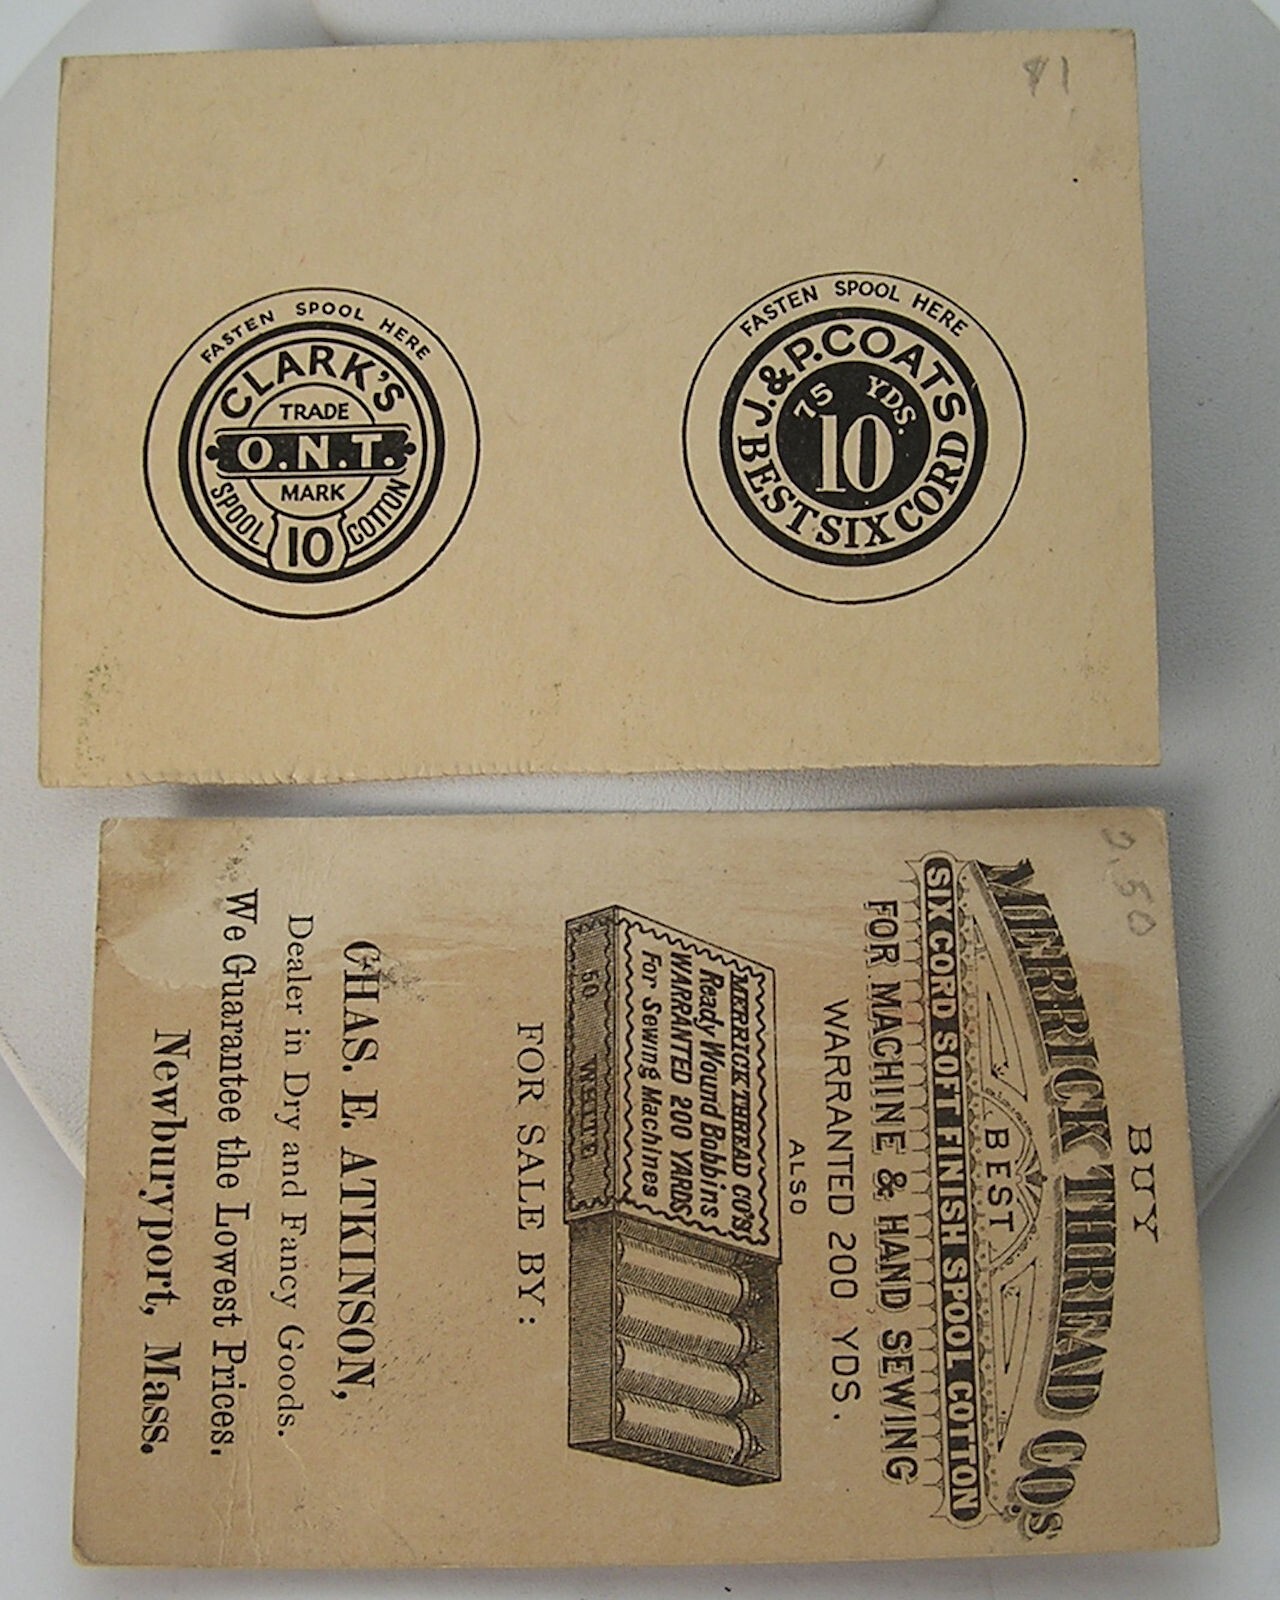 41
FASTEN SPOOL HERE
CLARK'S
TRADE
O.N.T.
MARK
SPOOL 10 COTTON
FASTEN SPOOL HERE
J. & P. COATS
75 YDS.
10
BEST SIX CORD
2.50
BUY
MERRICK THREAD CO'S
BEST
SIX CORD SOFT FINISH SPOOL COTTON
FOR MACHINE & HAND SEWING
WARRANTED 200 YDS.
ALSO
MERRICK THREAD CO'S
Ready Wound Bobbins
WARRANTED 200 YARDS
For Sewing Machines
50 WHITE
FOR SALE BY:
CHAS. E. ATKINSON,
Dealer in Dry and Fancy Goods.
We Guarantee the Lowest Prices.
Newburyport, Mass.